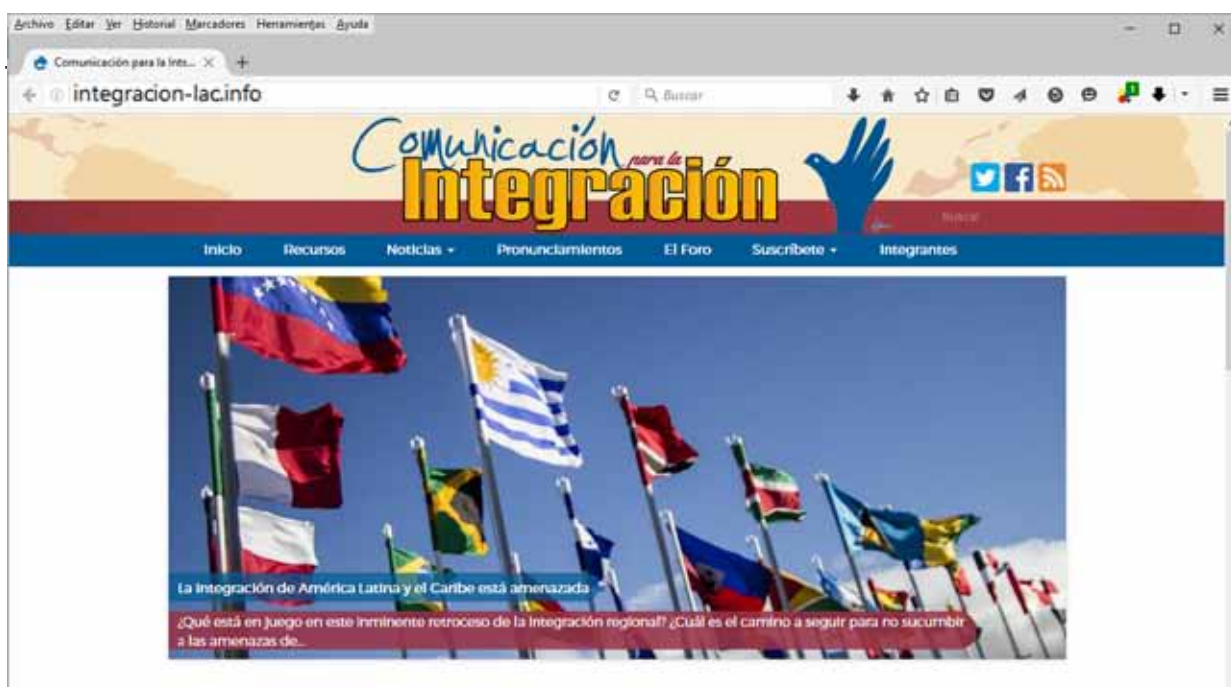 Archivo Editar Ver Historial Marcadores Herramientas Ayuda
Comunicación para la Inte...
integracion-lac.info
Buscar
Comunicación para la
Integración
Buscar
Inicio Recursos Noticias Pronunciamientos El Foro Suscríbete Integrantes
La Integración de América Latina y el Caribe está amenazada
¿Qué está en juego en este inminente retroceso de la integración regional? ¿Cuál es el camino a seguir para no sucumbir
a las amenazas de...